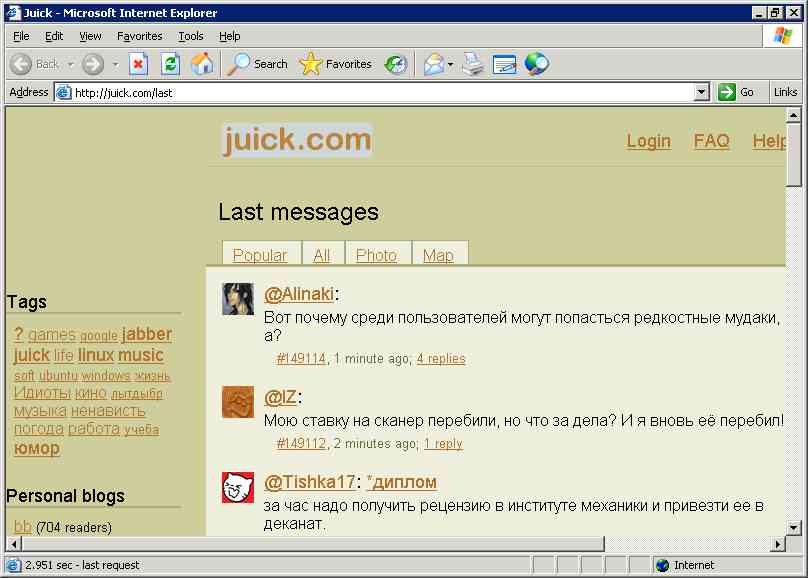 Juick - Microsoft Internet Explorer
File Edit View Favorites Tools Help
Back Search Favorites
Address http://juick.com/last Go Links
juick.com
Login FAQ Help
Last messages
Popular All Photo Map
Tags
? games google jabber
juick life linux music
soft ubuntu windows жизнь
Идиоты кино лытдыбр
музыка ненависть
погода работа учеба
юмор
Personal blogs
bb (704 readers)
@Alinaki:
Вот почему среди пользователей могут попасться редкостные мудаки,
а?
#149114, 1 minute ago; 4 replies
@IZ:
Мою ставку на сканер перебили, но что за дела? И я вновь её перебил!
#149112, 2 minutes ago; 1 reply
@Tishka17: *диплом
за час надо получить рецензию в институте механики и привезти ее в
деканат.
2.951 sec - last request Internet